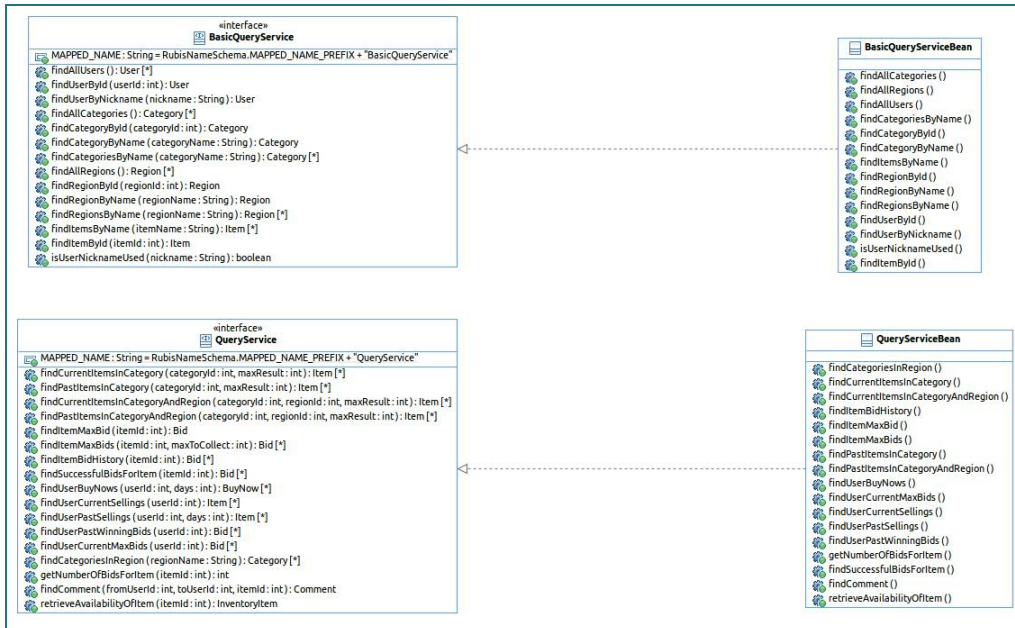 «interface»
BasicQueryService
MAPPED_NAME : String = RubisNameSchema.MAPPED_NAME_PREFIX + "BasicQueryService"
findAllUsers ( ) : User [*]
findUserById ( userId : int ) : User
findUserByNickname ( nickname : String ) : User
findAllCategories ( ) : Category [*]
findCategoryById ( categoryId : int ) : Category
findCategoryByName ( categoryName : String ) : Category
findCategoriesByName ( categoryName : String ) : Category [*]
findAllRegions ( ) : Region [*]
findRegionById ( regionId : int ) : Region
findRegionByName ( regionName : String ) : Region
findRegionsByName ( regionName : String ) : Region [*]
findItemsByName ( itemName : String ) : Item [*]
findItemById ( itemId : int ) : Item
isUserNicknameUsed ( nickname : String ) : boolean
BasicQueryServiceBean
findAllCategories ( )
findAllRegions ( )
findAllUsers ( )
findCategoriesByName ( )
findCategoryById ( )
findCategoryByName ( )
findItemsByName ( )
findRegionById ( )
findRegionByName ( )
findRegionsByName ( )
findUserById ( )
findUserByNickname ( )
isUserNicknameUsed ( )
findItemById ( )
«interface»
QueryService
MAPPED_NAME : String = RubisNameSchema.MAPPED_NAME_PREFIX + "QueryService"
findCurrentItemsInCategory ( categoryId : int, maxResult : int ) : Item [*]
findPastItemsInCategory ( categoryId : int, maxResult : int ) : Item [*]
findCurrentItemsInCategoryAndRegion ( categoryId : int, regionId : int, maxResult : int ) : Item [*]
findPastItemsInCategoryAndRegion ( categoryId : int, regionId : int, maxResult : int ) : Item [*]
findItemMaxBid ( itemId : int ) : Bid
findItemMaxBids ( itemId : int, maxToCollect : int ) : Bid [*]
findItemBidHistory ( itemId : int ) : Bid [*]
findSuccessfulBidsForItem ( itemId : int ) : Bid [*]
findUserBuyNows ( userId : int, days : int ) : BuyNow [*]
findUserCurrentSellings ( userId : int ) : Item [*]
findUserPastSellings ( userId : int, days : int ) : Item [*]
findUserPastWinningBids ( userId : int ) : Bid [*]
findUserCurrentMaxBids ( userId : int ) : Bid [*]
findCategoriesInRegion ( regionName : String ) : Category [*]
getNumberOfBidsForItem ( itemId : int ) : int
findComment ( fromUserId : int, toUserId : int, itemId : int ) : Comment
retrieveAvailabilityOfItem ( itemId : int ) : InventoryItem
QueryServiceBean
findCategoriesInRegion ( )
findCurrentItemsInCategory ( )
findCurrentItemsInCategoryAndRegion ( )
findItemBidHistory ( )
findItemMaxBid ( )
findItemMaxBids ( )
findPastItemsInCategory ( )
findPastItemsInCategoryAndRegion ( )
findUserBuyNows ( )
findUserCurrentMaxBids ( )
findUserCurrentSellings ( )
findUserPastSellings ( )
findUserPastWinningBids ( )
getNumberOfBidsForItem ( )
findSuccessfulBidsForItem ( )
findComment ( )
retrieveAvailabilityOfItem ( )